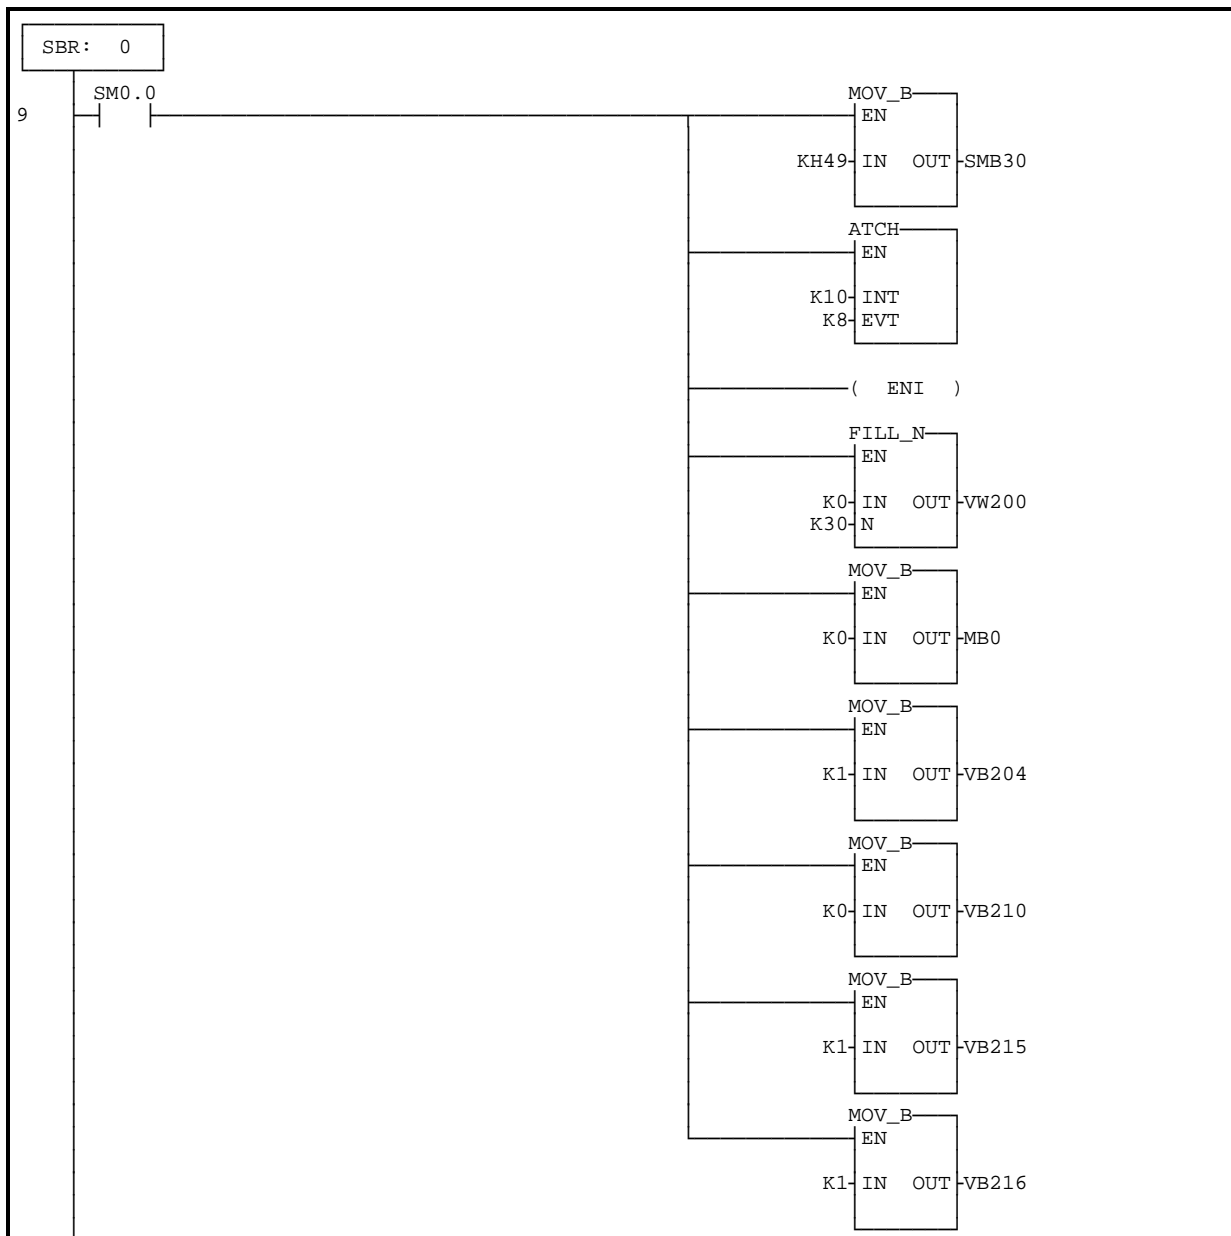 SBR: 0
SM0.0
9
MOV_B
EN
KH49 IN OUT SMB30
ATCH
EN
K10 INT
K8 EVT
( ENI )
FILL_N
EN
K0 IN OUT VW200
K30 N
MOV_B
EN
K0 IN OUT MB0
MOV_B
EN
K1 IN OUT VB204
MOV_B
EN
K0 IN OUT VB210
MOV_B
EN
K1 IN OUT VB215
MOV_B
EN
K1 IN OUT VB216